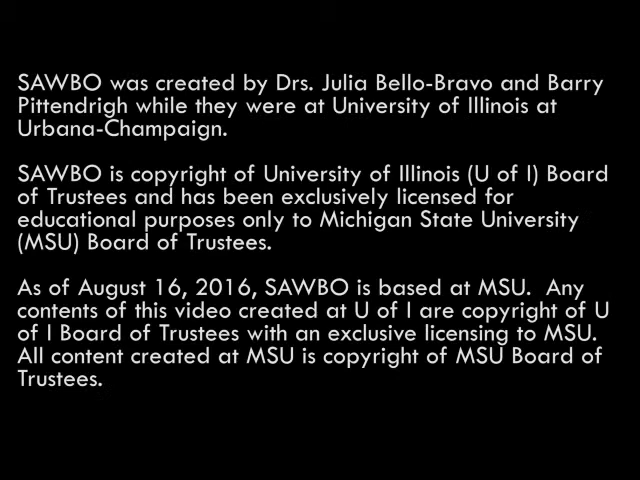 SAWBO was created by Drs. Julia Bello-Bravo and Barry
Pittendrigh while they were at University of Illinois at
Urbana-Champaign.
SAWBO is copyright of University of Illinois (U of I) Board
of Trustees and has been exclusively licensed for
educational purposes only to Michigan State University
(MSU) Board of Trustees.
As of August 16, 2016, SAWBO is based at MSU.  Any
contents of this video created at U of I are copyright of U
of I Board of Trustees with an exclusive licensing to MSU.
All content created at MSU is copyright of MSU Board of
Trustees.